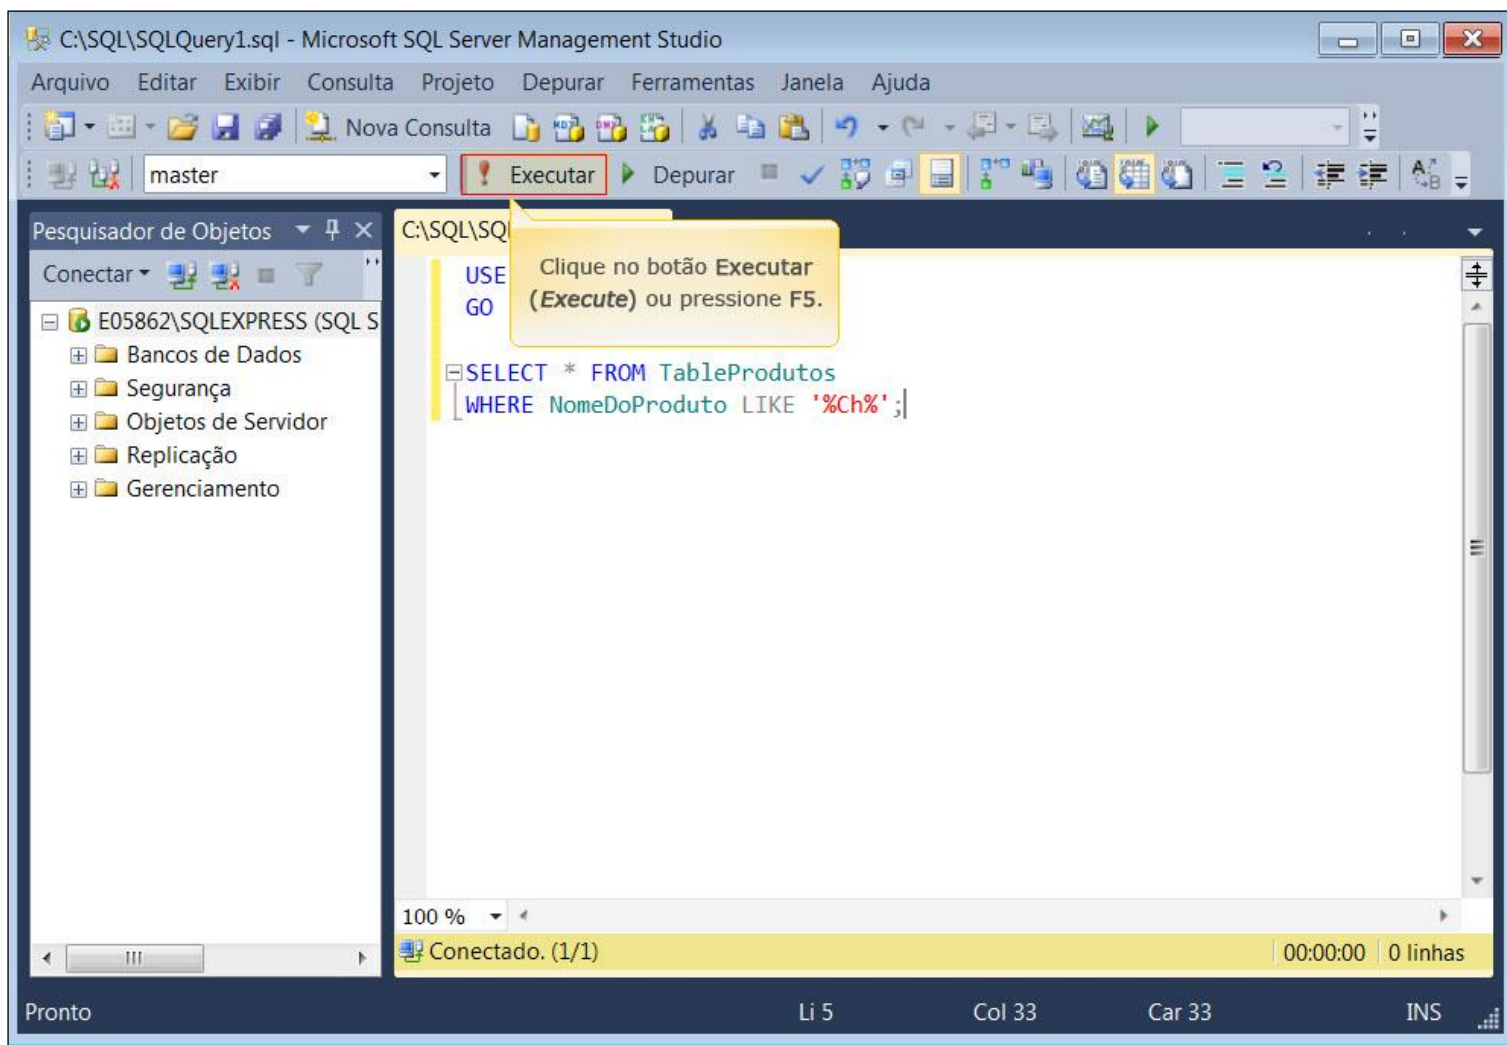 C:\SQL\SQLQuery1.sql - Microsoft SQL Server Management Studio
Arquivo Editar Exibir Consulta Projeto Depurar Ferramentas Janela Ajuda
Nova Consulta
master Executar Depurar
Pesquisador de Objetos
Conectar
E05862\SQLEXPRESS (SQL S
Bancos de Dados
Segurança
Objetos de Servidor
Replicação
Gerenciamento
C:\SQL\SQ
Clique no botão Executar
(Execute) ou pressione F5.
USE
GO
SELECT * FROM TableProdutos
WHERE NomeDoProduto LIKE '%Ch%';
100 %
Conectado. (1/1) 00:00:00 0 linhas
Pronto Li 5 Col 33 Car 33 INS